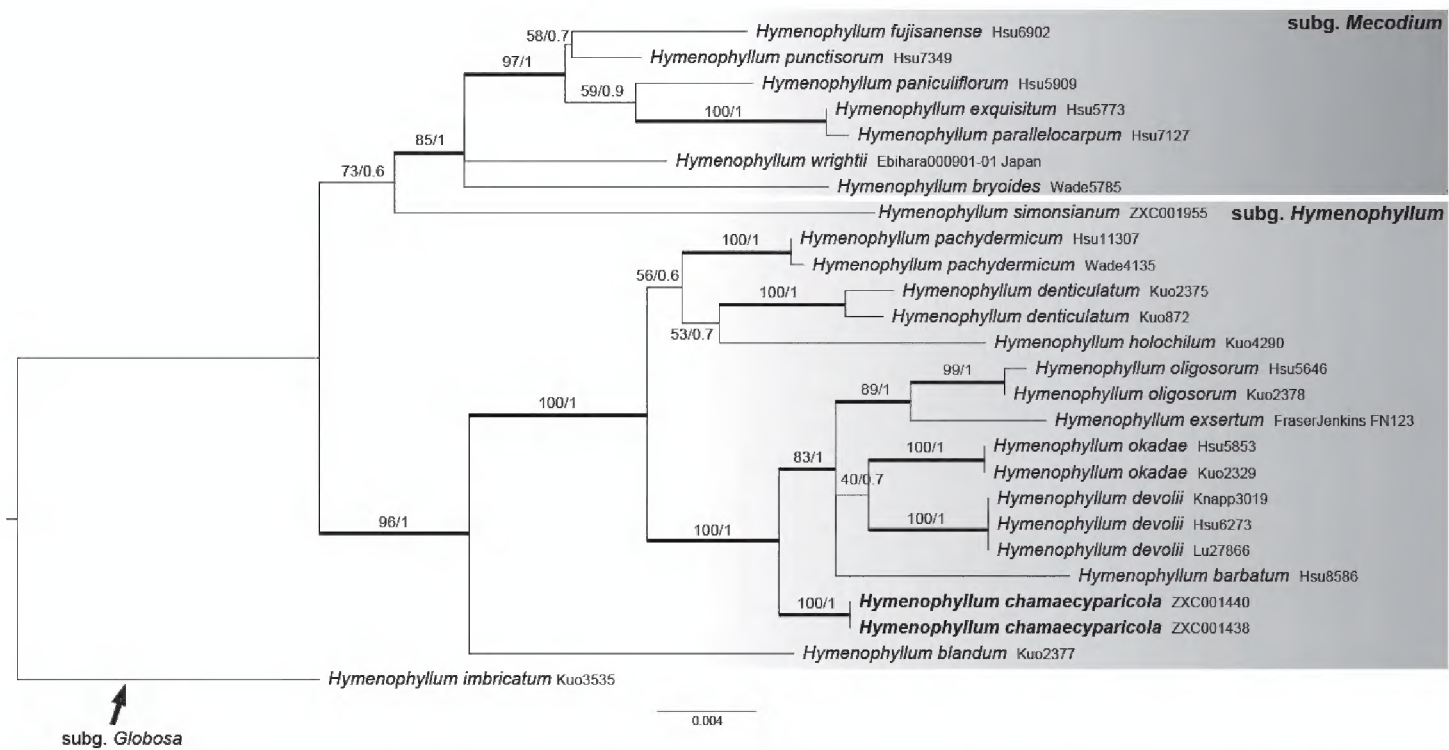 subg. Mecodium
58/0.7
Hymenophyllum fujisanense Hsu6902
Hymenophyllum punctisorum Hsu7349
97/1
Hymenophyllum paniculiflorum Hsu5909
59/0.9
100/1
Hymenophyllum exquisitum Hsu5773
Hymenophyllum parallelocarpum Hsu7127
85/1
Hymenophyllum wrightii Ebihara000901-01 Japan
73/0.6
Hymenophyllum bryoides Wade5785
Hymenophyllum simonsianum ZXC001955
subg. Hymenophyllum
100/1
Hymenophyllum pachydermicum Hsu11307
Hymenophyllum pachydermicum Wade4135
56/0.6
100/1
Hymenophyllum denticulatum Kuo2375
Hymenophyllum denticulatum Kuo872
53/0.7
Hymenophyllum holochilum Kuo4290
99/1
Hymenophyllum oligosorum Hsu5646
Hymenophyllum oligosorum Kuo2378
89/1
100/1
Hymenophyllum exsertum FraserJenkins FN123
100/1
Hymenophyllum okadae Hsu5853
83/1
Hymenophyllum okadae Kuo2329
40/0.7
Hymenophyllum devolii Knapp3019
100/1
Hymenophyllum devolii Hsu6273
96/1
100/1
Hymenophyllum devolii Lu27866
Hymenophyllum barbatum Hsu8586
100/1
Hymenophyllum chamaecyparicola ZXC001440
Hymenophyllum chamaecyparicola ZXC001438
Hymenophyllum blandum Kuo2377
Hymenophyllum imbricatum Kuo3535
0.004
subg. Globosa